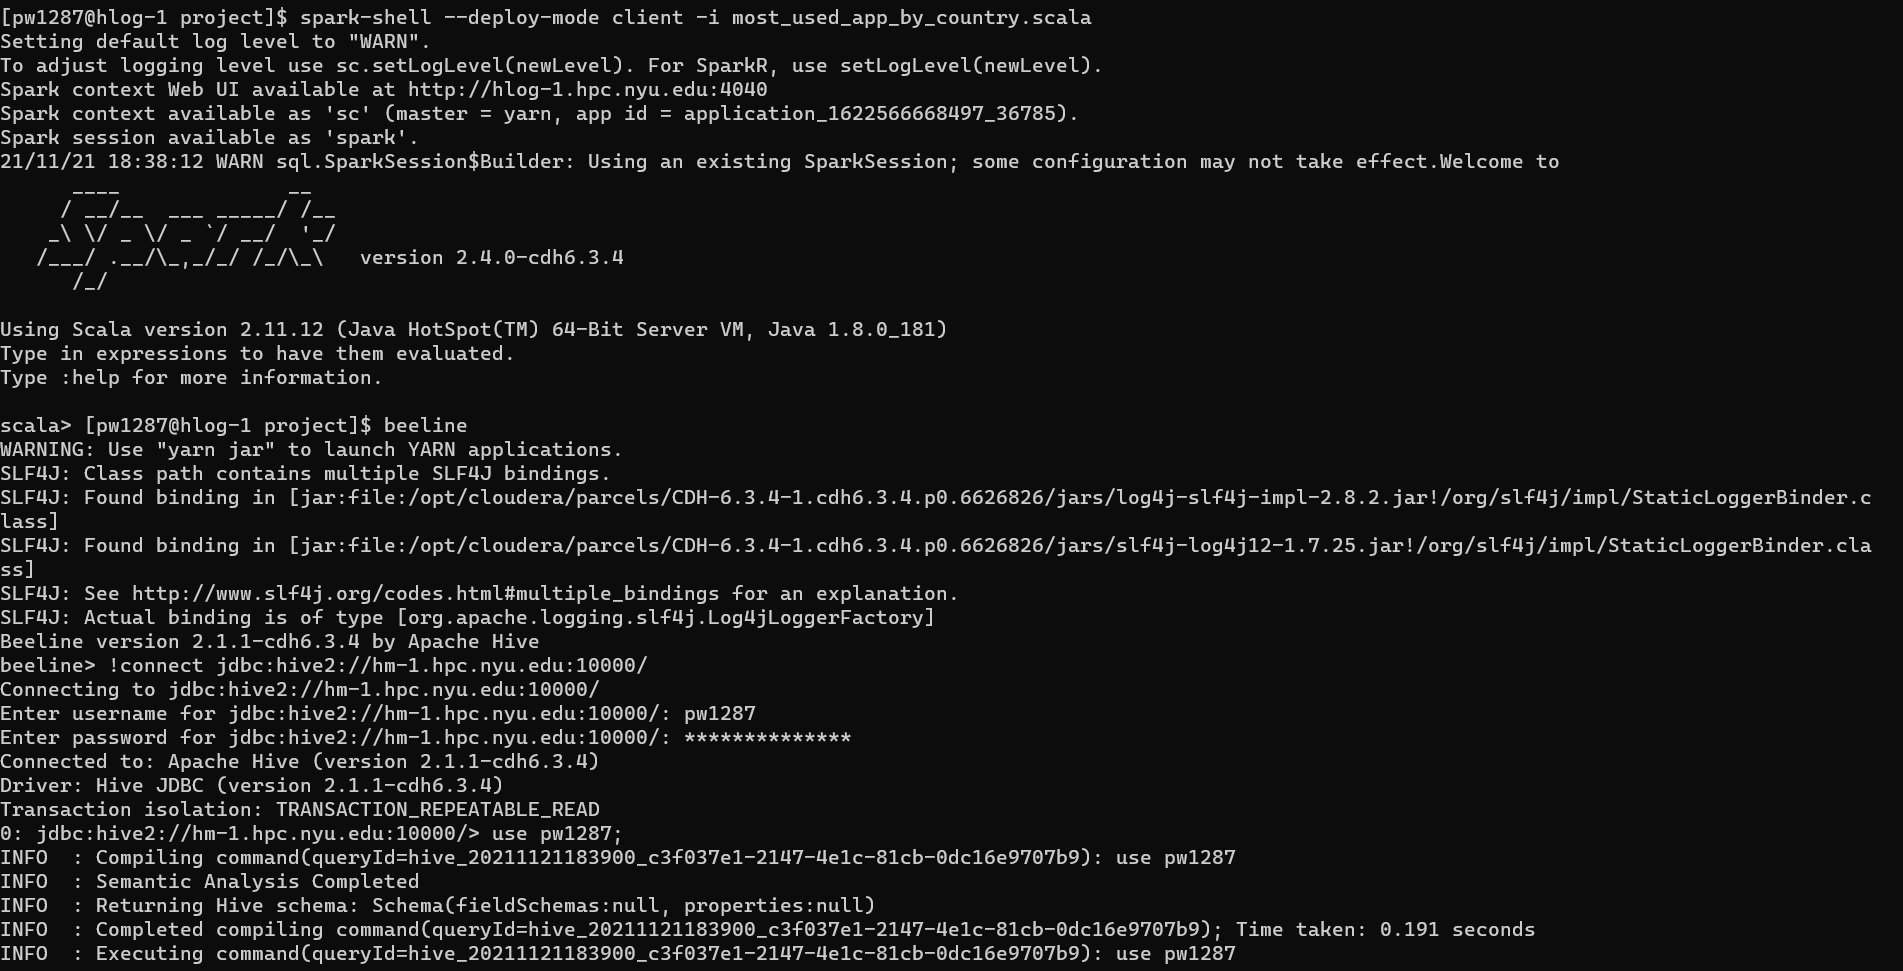 [pw1287@hlog-1 project]$ spark-shell --deploy-mode client -i most_used_app_by_country.scala
Setting default log level to "WARN".
To adjust logging level use sc.setLogLevel(newLevel). For SparkR, use setLogLevel(newLevel).
Spark context Web UI available at http://hlog-1.hpc.nyu.edu:4040
Spark context available as 'sc' (master = yarn, app id = application_1622566668497_36785).
Spark session available as 'spark'.
21/11/21 18:38:12 WARN sql.SparkSession$Builder: Using an existing SparkSession; some configuration may not take effect.Welcome to
      ____              __
     / __/__  ___ _____/ /__
    _\ \/ _ \/ _ `/ __/  '_/
   /___/ .__/\_,_/_/ /_/\_\   version 2.4.0-cdh6.3.4
      /_/
Using Scala version 2.11.12 (Java HotSpot(TM) 64-Bit Server VM, Java 1.8.0_181)
Type in expressions to have them evaluated.
Type :help for more information.
scala> [pw1287@hlog-1 project]$ beeline
WARNING: Use "yarn jar" to launch YARN applications.
SLF4J: Class path contains multiple SLF4J bindings.
SLF4J: Found binding in [jar:file:/opt/cloudera/parcels/CDH-6.3.4-1.cdh6.3.4.p0.6626826/jars/log4j-slf4j-impl-2.8.2.jar!/org/slf4j/impl/StaticLoggerBinder.c
lass]
SLF4J: Found binding in [jar:file:/opt/cloudera/parcels/CDH-6.3.4-1.cdh6.3.4.p0.6626826/jars/slf4j-log4j12-1.7.25.jar!/org/slf4j/impl/StaticLoggerBinder.cla
ss]
SLF4J: See http://www.slf4j.org/codes.html#multiple_bindings for an explanation.
SLF4J: Actual binding is of type [org.apache.logging.slf4j.Log4jLoggerFactory]
Beeline version 2.1.1-cdh6.3.4 by Apache Hive
beeline> !connect jdbc:hive2://hm-1.hpc.nyu.edu:10000/
Connecting to jdbc:hive2://hm-1.hpc.nyu.edu:10000/
Enter username for jdbc:hive2://hm-1.hpc.nyu.edu:10000/: pw1287
Enter password for jdbc:hive2://hm-1.hpc.nyu.edu:10000/: **************
Connected to: Apache Hive (version 2.1.1-cdh6.3.4)
Driver: Hive JDBC (version 2.1.1-cdh6.3.4)
Transaction isolation: TRANSACTION_REPEATABLE_READ
0: jdbc:hive2://hm-1.hpc.nyu.edu:10000/> use pw1287;
INFO  : Compiling command(queryId=hive_20211121183900_c3f037e1-2147-4e1c-81cb-0dc16e9707b9): use pw1287
INFO  : Semantic Analysis Completed
INFO  : Returning Hive schema: Schema(fieldSchemas:null, properties:null)
INFO  : Completed compiling command(queryId=hive_20211121183900_c3f037e1-2147-4e1c-81cb-0dc16e9707b9); Time taken: 0.191 seconds
INFO  : Executing command(queryId=hive_20211121183900_c3f037e1-2147-4e1c-81cb-0dc16e9707b9): use pw1287